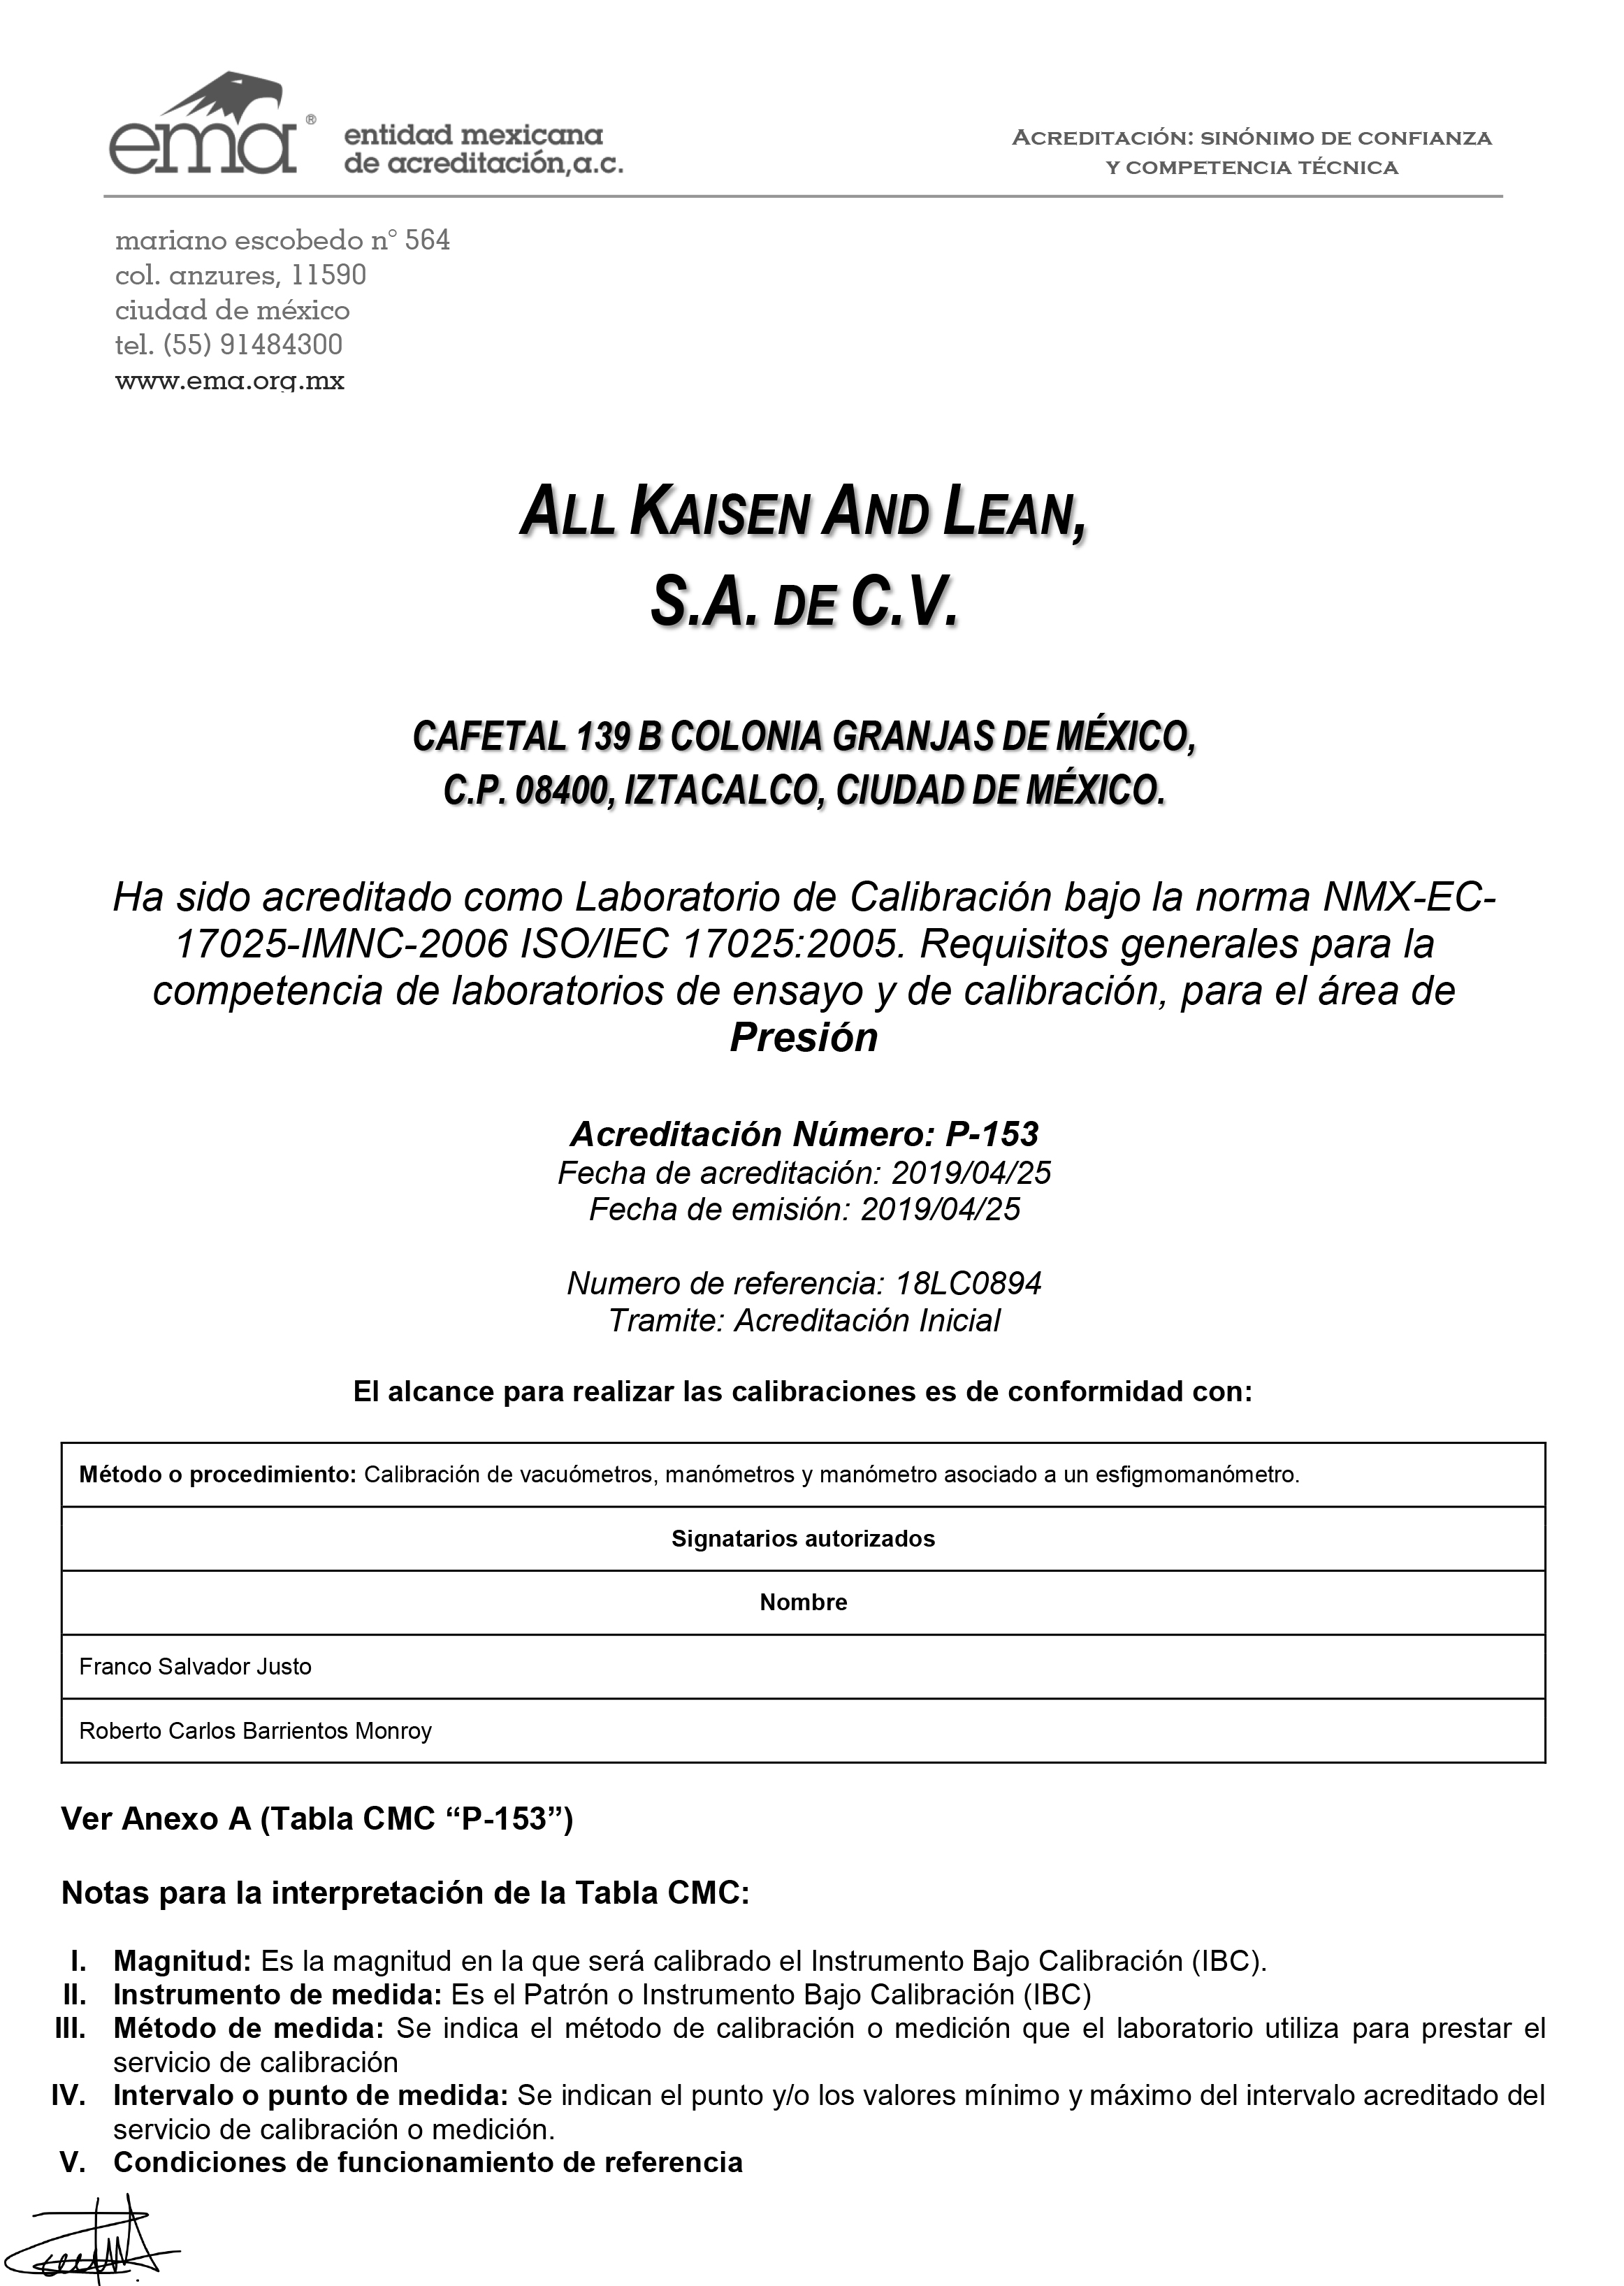 ema®
entidad mexicana
de acreditación,a.c.
ACREDITACIÓN: SINÓNIMO DE CONFIANZA
Y COMPETENCIA TÉCNICA
mariano escobedo n° 564
col. anzures, 11590
ciudad de méxico
tel. (55) 91484300
www.ema.org.mx
ALL KAISEN AND LEAN,
S.A. DE C.V.
CAFETAL 139 B COLONIA GRANJAS DE MÉXICO,
C.P. 08400, IZTACALCO, CIUDAD DE MÉXICO.
Ha sido acreditado como Laboratorio de Calibración bajo la norma NMX-EC-
17025-IMNC-2006 ISO/IEC 17025:2005. Requisitos generales para la
competencia de laboratorios de ensayo y de calibración, para el área de
Presión
Acreditación Número: P-153
Fecha de acreditación: 2019/04/25
Fecha de emisión: 2019/04/25
Numero de referencia: 18LC0894
Tramite: Acreditación Inicial
El alcance para realizar las calibraciones es de conformidad con:
Método o procedimiento: Calibración de vacuómetros, manómetros y manómetro asociado a un esfigmomanómetro.
Signatarios autorizados
Nombre
Franco Salvador Justo
Roberto Carlos Barrientos Monroy
Ver Anexo A (Tabla CMC “P-153”)
Notas para la interpretación de la Tabla CMC:
I. Magnitud: Es la magnitud en la que será calibrado el Instrumento Bajo Calibración (IBC).
II. Instrumento de medida: Es el Patrón o Instrumento Bajo Calibración (IBC)
III. Método de medida: Se indica el método de calibración o medición que el laboratorio utiliza para prestar el
servicio de calibración
IV. Intervalo o punto de medida: Se indican el punto y/o los valores mínimo y máximo del intervalo acreditado del
servicio de calibración o medición.
V. Condiciones de funcionamiento de referencia